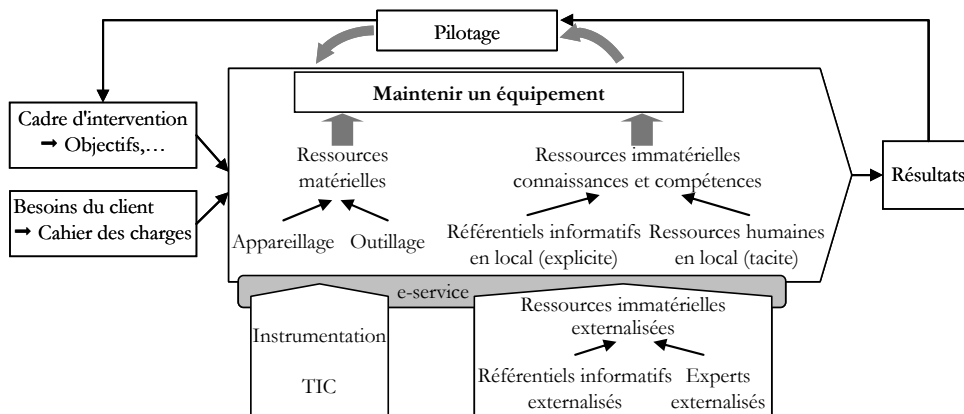 Pilotage
Maintenir un équipement
Cadre d'intervention
➞ Objectifs,…
Besoins du client
➞ Cahier des charges
Ressources
matérielles
Appareillage
Outillage
Ressources immatérielles
connaissances et compétences
Référentiels informatifs
en local (explicite)
Ressources humaines
en local (tacite)
Résultats
e-service
Instrumentation
TIC
Ressources immatérielles
externalisées
Référentiels informatifs
externalisés
Experts
externalisés